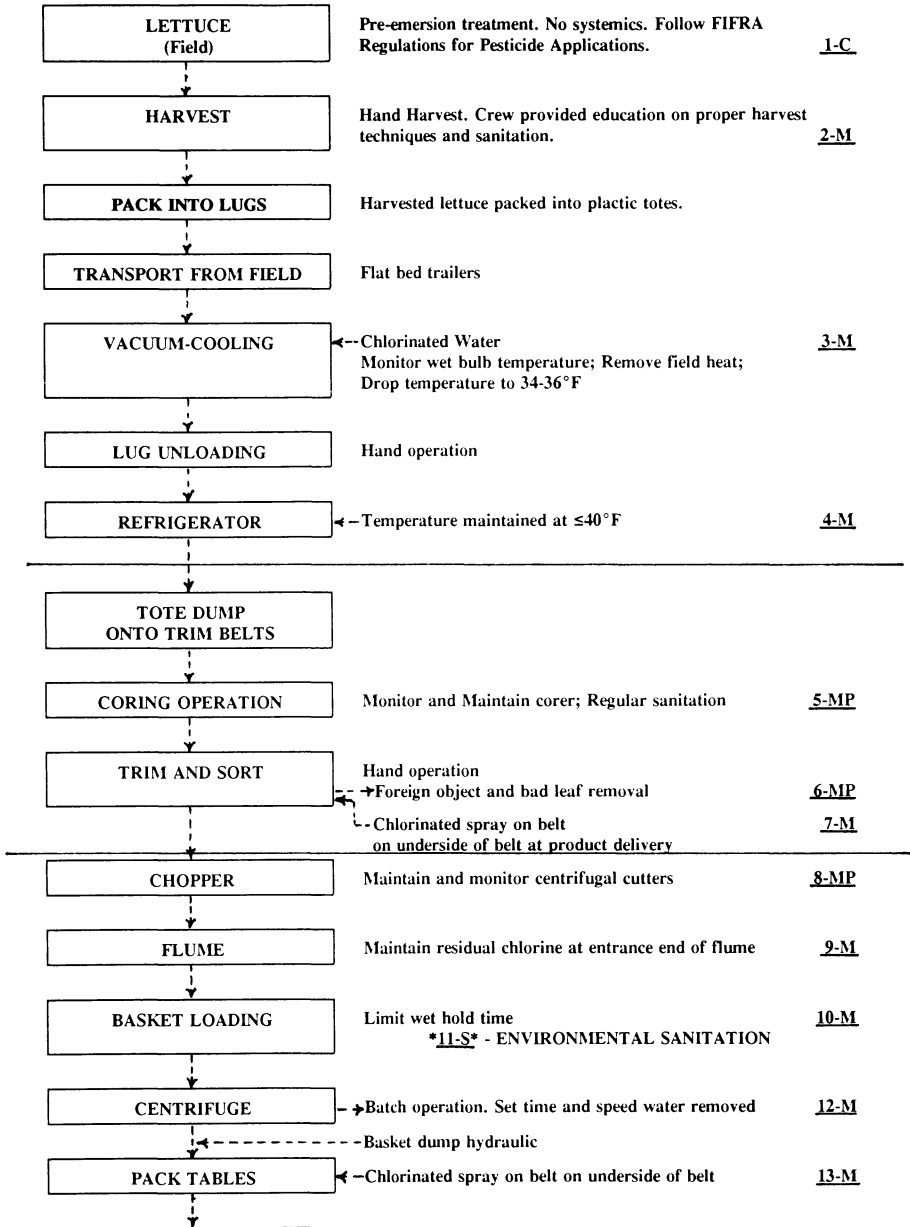 LETTUCE
(Field)
Pre-emersion treatment. No systemics. Follow FIFRA
Regulations for Pesticide Applications.
1-C
HARVEST
Hand Harvest. Crew provided education on proper harvest
techniques and sanitation.
2-M
PACK INTO LUGS
Harvested lettuce packed into plactic totes.
TRANSPORT FROM FIELD
Flat bed trailers
VACUUM-COOLING
Chlorinated Water
3-M
Monitor wet bulb temperature; Remove field heat;
Drop temperature to 34-36°F
LUG UNLOADING
Hand operation
REFRIGERATOR
Temperature maintained at ≤40°F
4-M
TOTE DUMP
ONTO TRIM BELTS
CORING OPERATION
Monitor and Maintain corer; Regular sanitation
5-MP
TRIM AND SORT
Hand operation
Foreign object and bad leaf removal
6-MP
Chlorinated spray on belt
7-M
on underside of belt at product delivery
CHOPPER
Maintain and monitor centrifugal cutters
8-MP
FLUME
Maintain residual chlorine at entrance end of flume
9-M
BASKET LOADING
Limit wet hold time
10-M
*11-S* - ENVIRONMENTAL SANITATION
CENTRIFUGE
Batch operation. Set time and speed water removed
12-M
Basket dump hydraulic
PACK TABLES
Chlorinated spray on belt on underside of belt
13-M